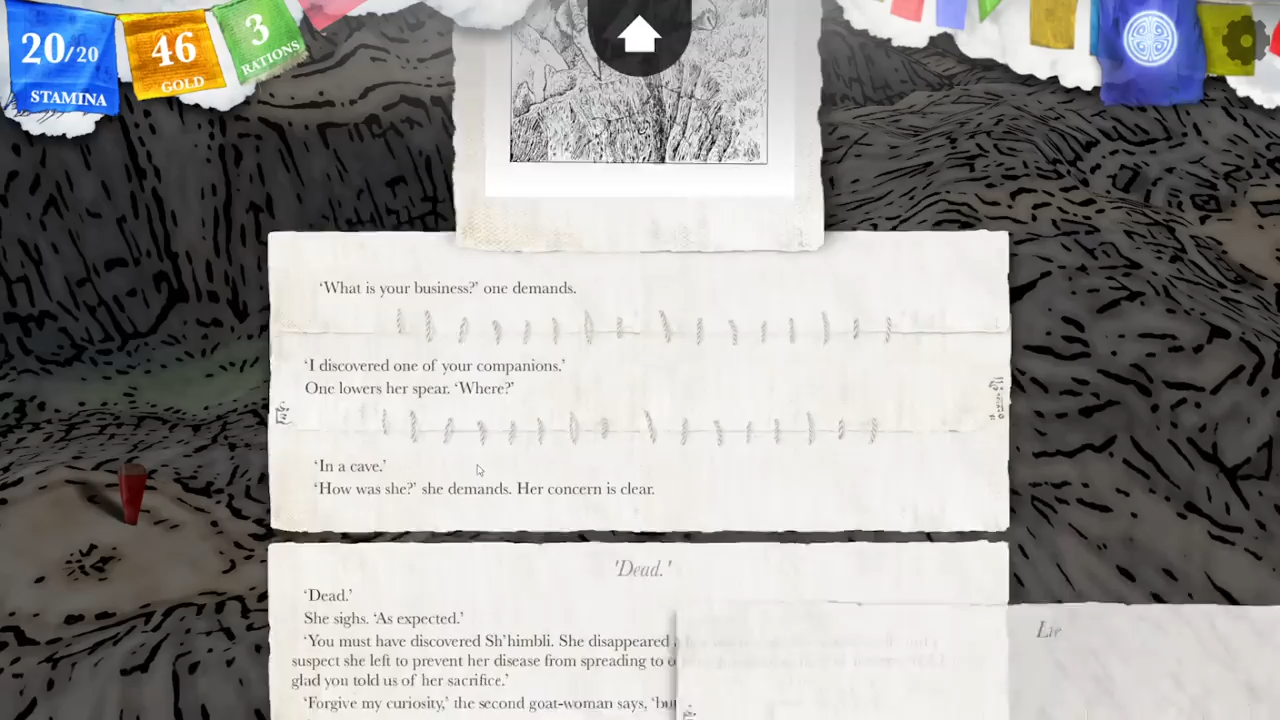 20/20
STAMINA
46
GOLD
3
RATIONS
'What is your business?' one demands.
'I discovered one of your companions.'
One lowers her spear. 'Where?'
'In a cave.'
'How was she?' she demands. Her concern is clear.
'Dead.'
'Dead.'
She sighs. 'As expected.'
'You must have discovered Sh'himbli. She disappeared
suspect she left to prevent her disease from spreading to
glad you told us of her sacrifice.'
'Forgive my curiosity,' the second goat-woman says,
Lie